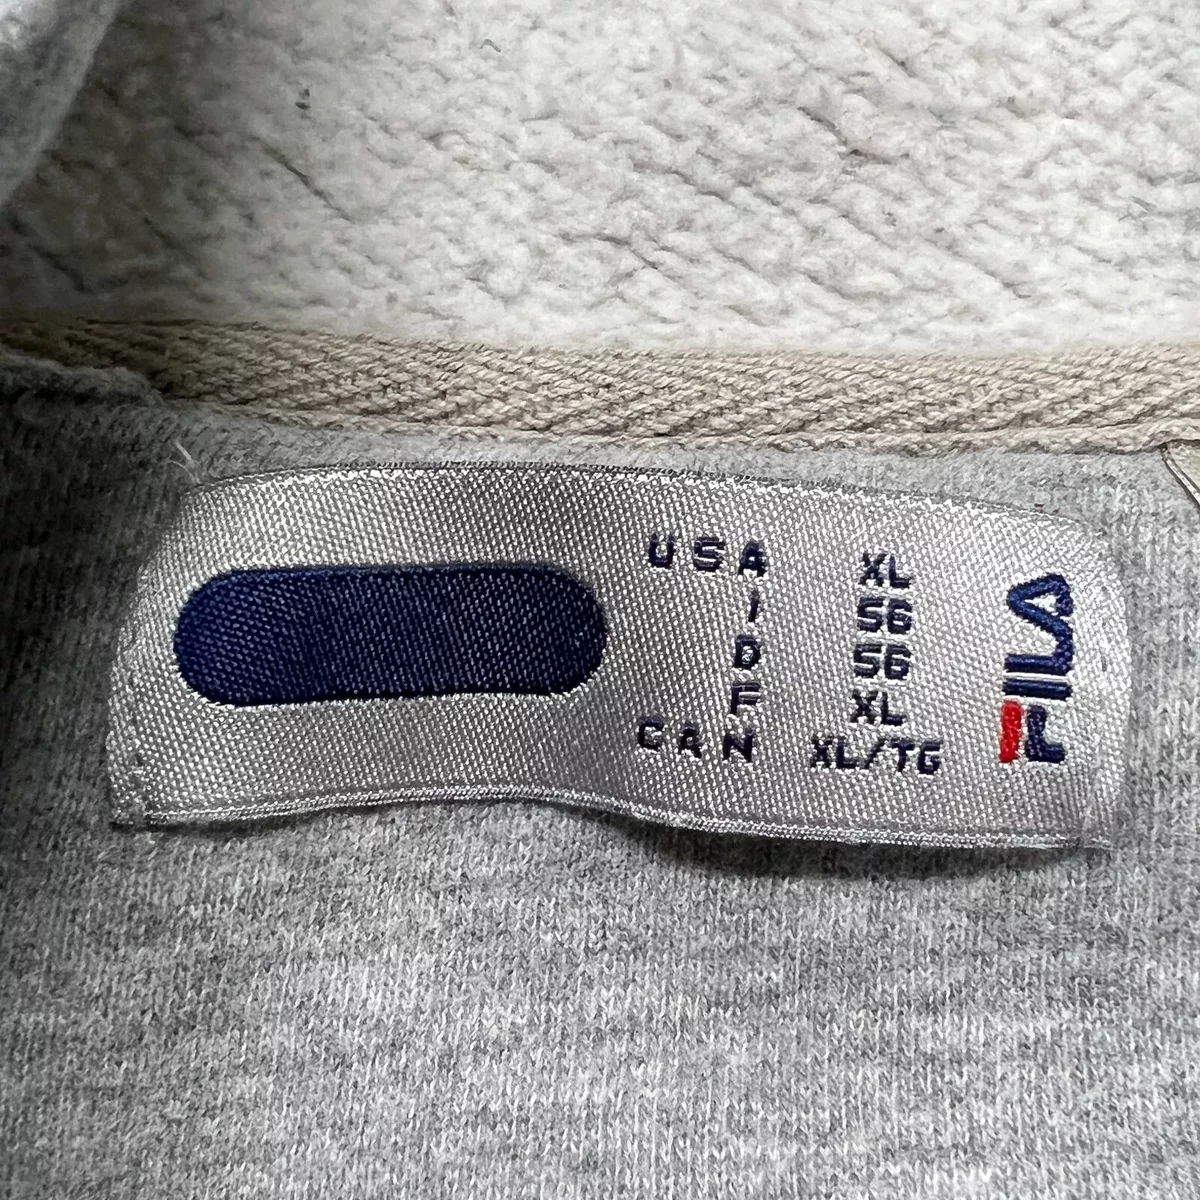 USA XL
I 56
D 56
F XL
CAN XL/TG
FILA